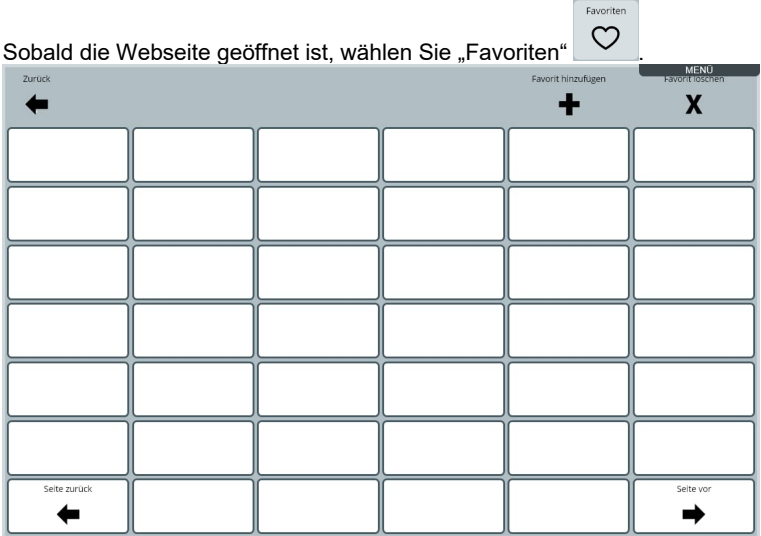 Favoriten
Sobald die Webseite geöffnet ist, wählen Sie „Favoriten“ .
MENÜ
Zurück Favorit hinzufügen Favorit löschen
X
Seite zurück Seite vor